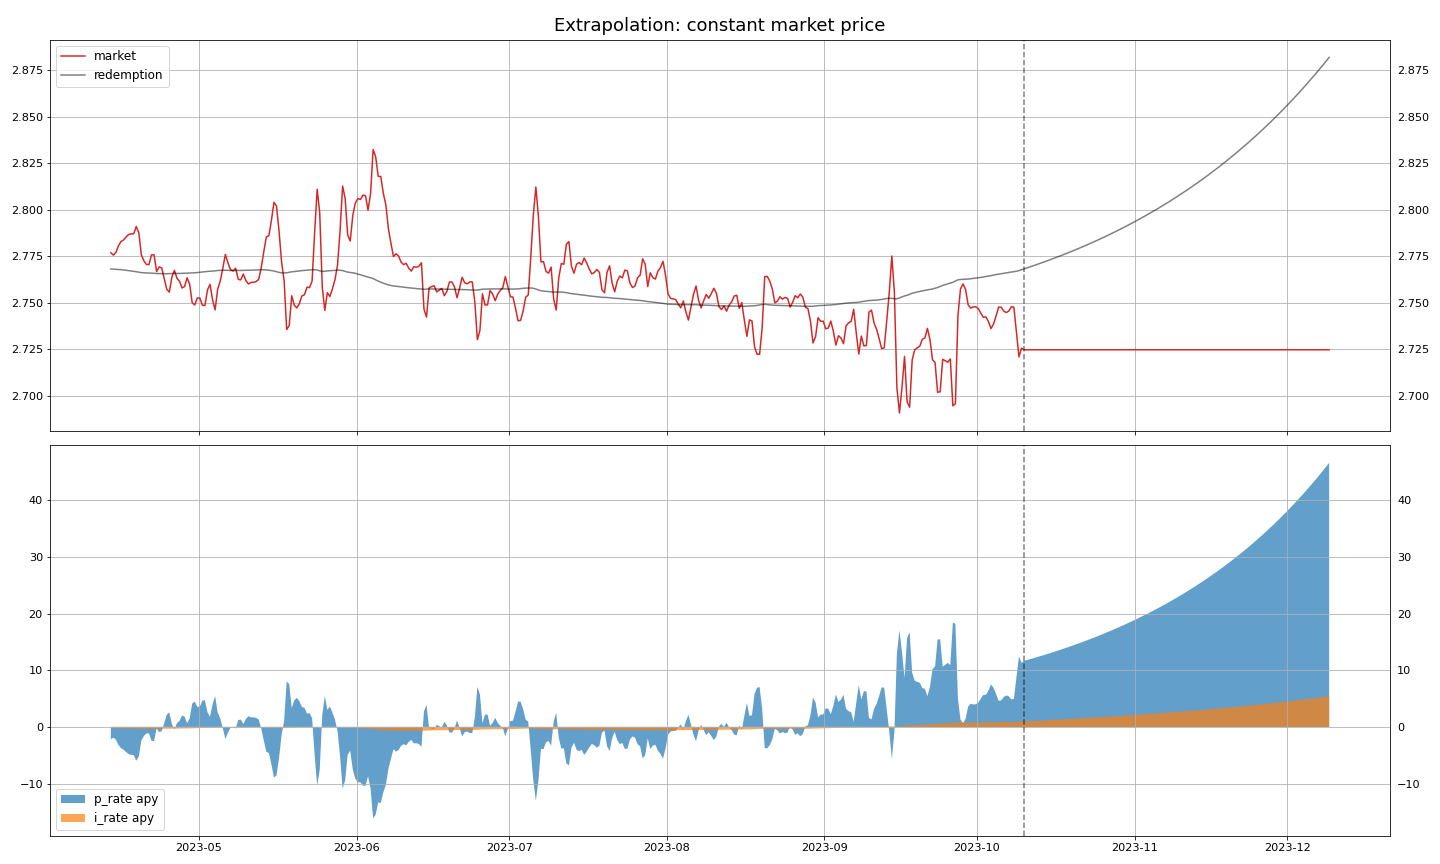 Extrapolation: constant market price
market
redemption
2.875 2.875
2.850 2.850
2.825 2.825
2.800 2.800
2.775 2.775
2.750 2.750
2.725 2.725
2.700 2.700
40 40
30 30
20 20
10 10
0 0
−10 −10
p_rate apy
i_rate apy
2023-05 2023-06 2023-07 2023-08 2023-09 2023-10 2023-11 2023-12